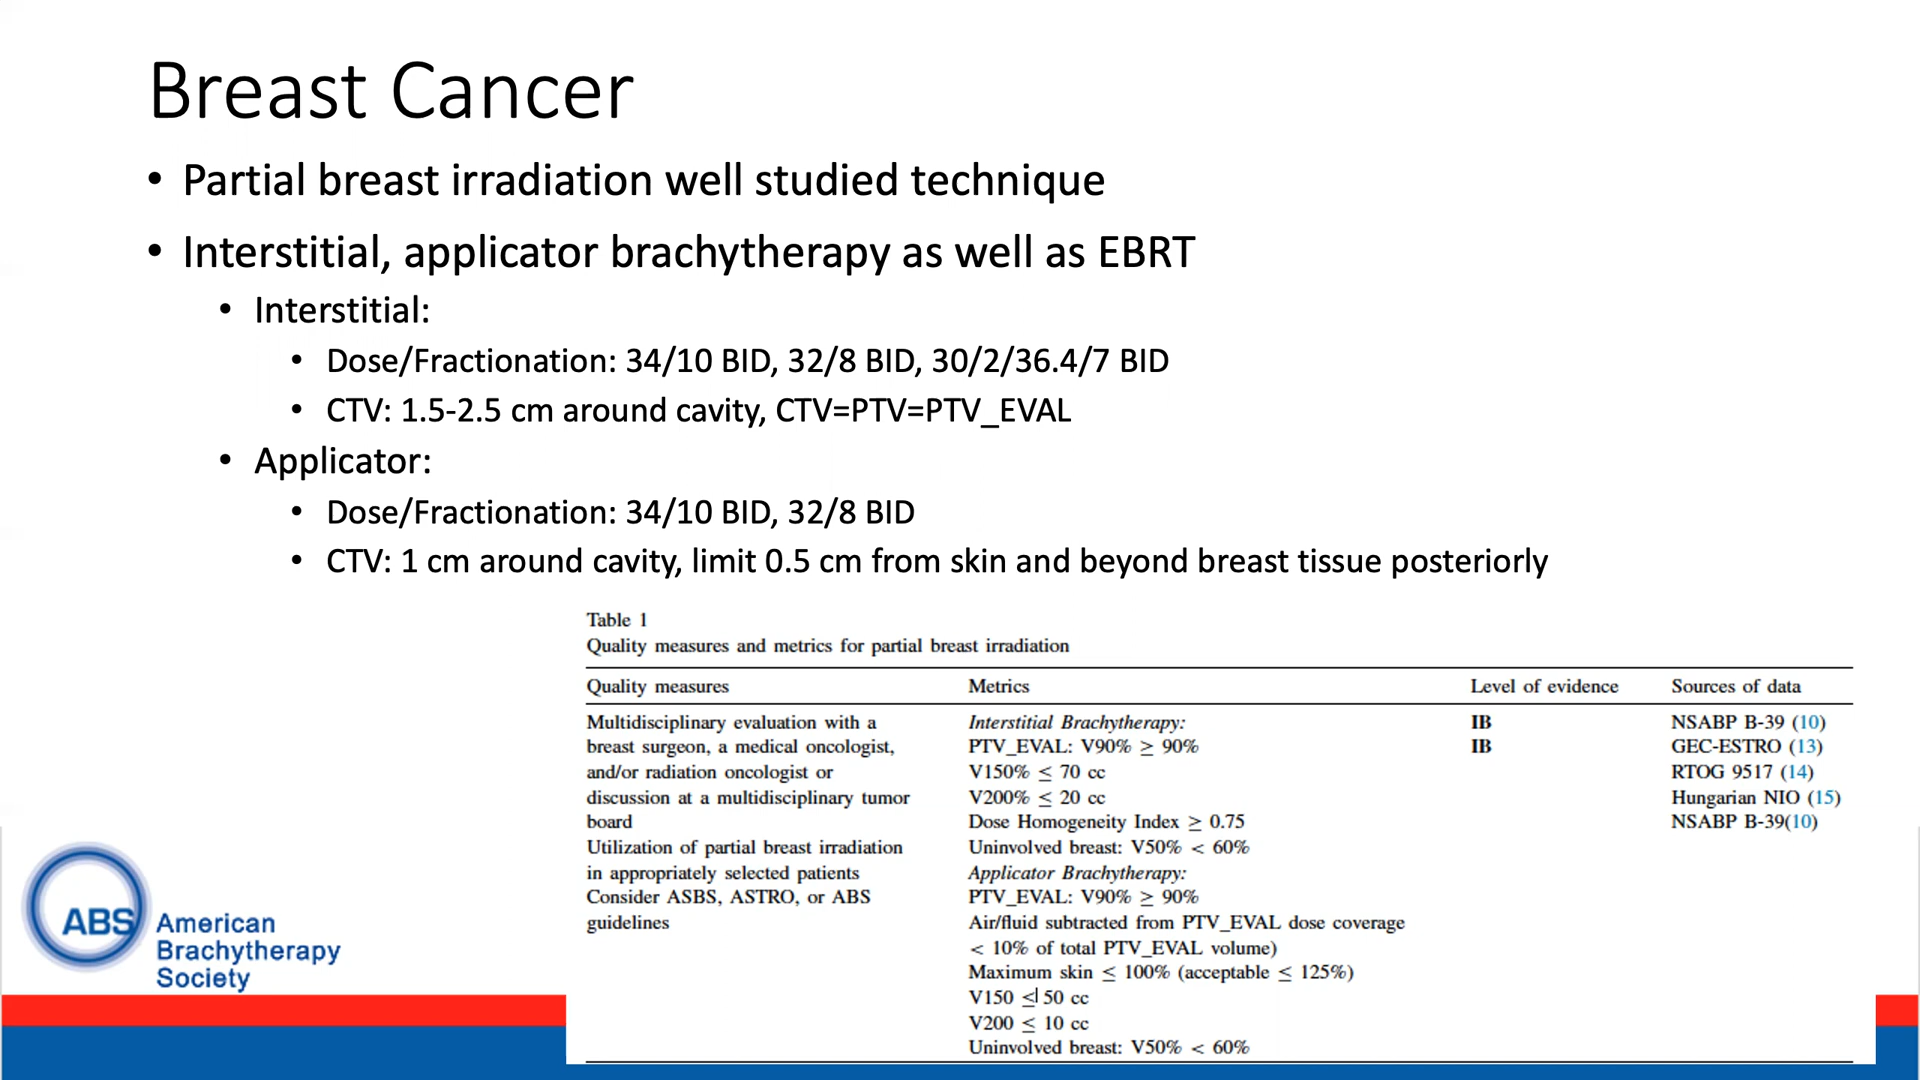 Breast Cancer
• Partial breast irradiation well studied technique
• Interstitial, applicator brachytherapy as well as EBRT
• Interstitial:
• Dose/Fractionation: 34/10 BID, 32/8 BID, 30/2/36.4/7 BID
• CTV: 1.5-2.5 cm around cavity, CTV=PTV=PTV_EVAL
• Applicator:
• Dose/Fractionation: 34/10 BID, 32/8 BID
• CTV: 1 cm around cavity, limit 0.5 cm from skin and beyond breast tissue posteriorly
Table 1
Quality measures and metrics for partial breast irradiation
Quality measures Metrics Level of evidence Sources of data
Multidisciplinary evaluation with a Interstitial Brachytherapy: IB NSABP B-39 (10)
breast surgeon, a medical oncologist, PTV_EVAL: V90% ≥ 90% IB GEC-ESTRO (13)
and/or radiation oncologist or V150% ≤ 70 cc RTOG 9517 (14)
discussion at a multidisciplinary tumor V200% ≤ 20 cc Hungarian NIO (15)
board Dose Homogeneity Index ≥ 0.75 NSABP B-39(10)
Utilization of partial breast irradiation Uninvolved breast: V50% < 60%
in appropriately selected patients Applicator Brachytherapy:
Consider ASBS, ASTRO, or ABS PTV_EVAL: V90% ≥ 90%
guidelines Air/fluid subtracted from PTV_EVAL dose coverage
< 10% of total PTV_EVAL volume)
Maximum skin ≤ 100% (acceptable ≤ 125%)
V150 ≤ 50 cc
V200 ≤ 10 cc
Uninvolved breast: V50% < 60%
ABS American
Brachytherapy
Society